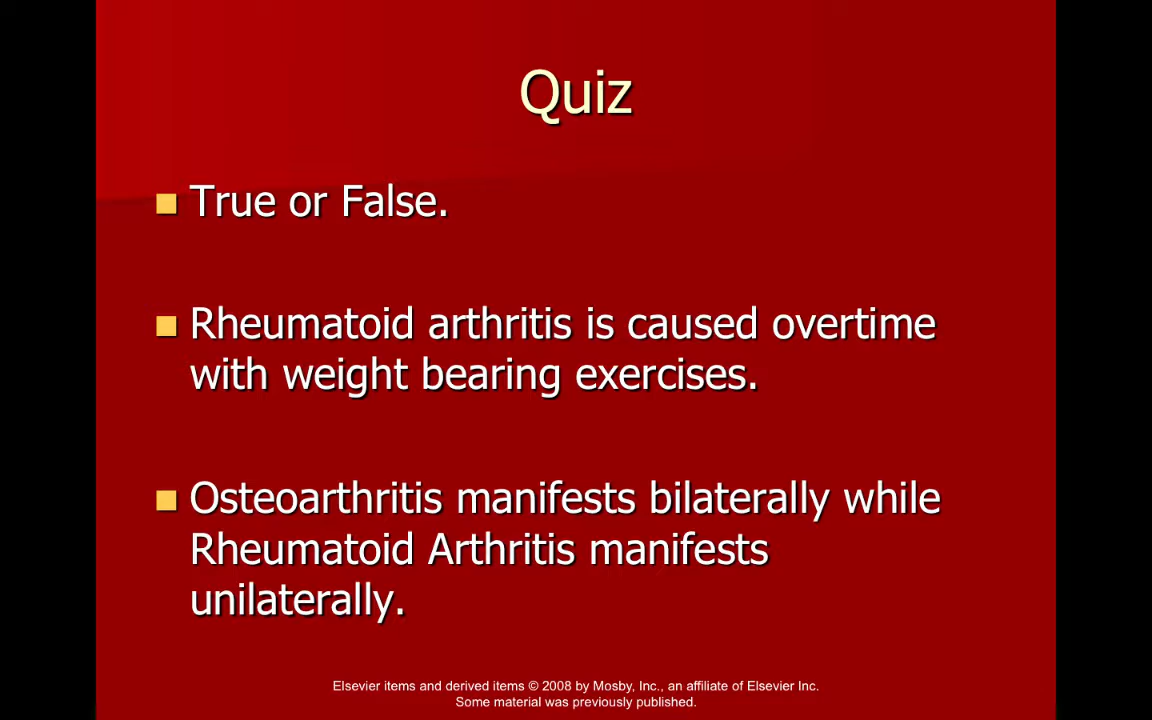 Quiz
True or False.
Rheumatoid arthritis is caused overtime
with weight bearing exercises.
Osteoarthritis manifests bilaterally while
Rheumatoid Arthritis manifests
unilaterally.
Elsevier items and derived items © 2008 by Mosby, Inc., an affiliate of Elsevier Inc.
Some material was previously published.